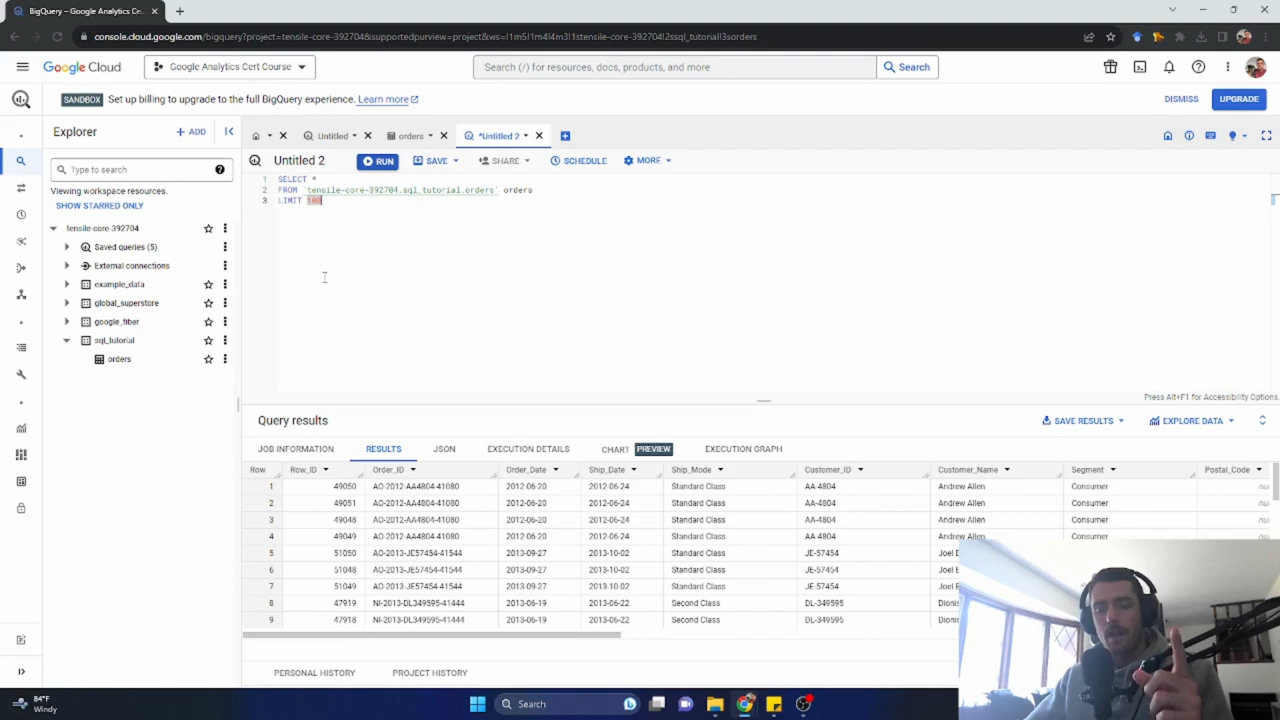 BigQuery – Google Analytics Ce...
console.cloud.google.com/bigquery?project=tensile-core-392704&supportedpurview=project&ws=!1m5!1m4!4m3!1stensile-core-392704!2ssql_tutorial!3sorders
Google Cloud
Google Analytics Cert Course
Search (/) for resources, docs, products, and more
Search
SANDBOX Set up billing to upgrade to the full BigQuery experience. Learn more
DISMISS
UPGRADE
Explorer
+ ADD
Untitled
orders
*Untitled 2
Type to search
Viewing workspace resources.
SHOW STARRED ONLY
tensile-core-392704
Saved queries (5)
External connections
example_data
global_superstore
google_fiber
sql_tutorial
orders
Untitled 2
RUN
SAVE
SHARE
SCHEDULE
MORE
1 SELECT *
2 FROM `tensile-core-392704.sql_tutorial.orders` orders
3 LIMIT 100
Press Alt+F1 for Accessibility Options.
Query results
SAVE RESULTS
EXPLORE DATA
JOB INFORMATION RESULTS JSON EXECUTION DETAILS CHART PREVIEW EXECUTION GRAPH
Row Row_ID Order_ID Order_Date Ship_Date Ship_Mode Customer_ID Customer_Name Segment Postal_Code
1 49050 AO-2012-AA4804-41080 2012-06-20 2012-06-24 Standard Class AA-4804 Andrew Allen Consumer
2 49051 AO-2012-AA4804-41080 2012-06-20 2012-06-24 Standard Class AA-4804 Andrew Allen Consumer
3 49048 AO-2012-AA4804-41080 2012-06-20 2012-06-24 Standard Class AA-4804 Andrew Allen Consumer
4 49049 AO-2012-AA4804-41080 2012-06-20 2012-06-24 Standard Class AA-4804 Andrew Allen Consumer
5 51050 AO-2013-JE57454-41544 2013-09-27 2013-10-02 Standard Class JE-57454 Joel
6 51048 AO-2013-JE57454-41544 2013-09-27 2013-10-02 Standard Class JE-57454 Joel
7 51049 AO-2013-JE57454-41544 2013-09-27 2013-10-02 Standard Class JE-57454 Joel
8 47919 NI-2013-DL349595-41444 2013-06-19 2013-06-22 Second Class DL-349595 Dionis
9 47918 NI-2013-DL349595-41444 2013-06-19 2013-06-22 Second Class DL-349595 Dionis
PERSONAL HISTORY PROJECT HISTORY
84°F
Windy
Search